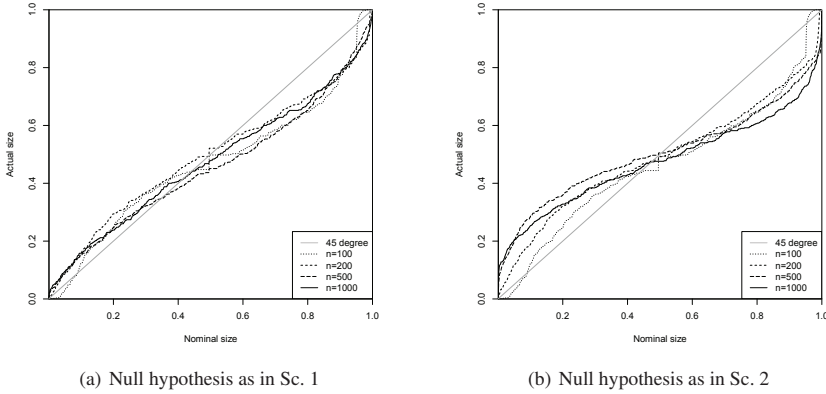 1.0
0.8
0.6
0.4
0.2
0.0
Actual size
0.2 0.4 0.6 0.8 1.0
Nominal size
45 degree
n=100
n=200
n=500
n=1000
(a) Null hypothesis as in Sc. 1
1.0
0.8
0.6
0.4
0.2
0.0
Actual size
0.2 0.4 0.6 0.8 1.0
Nominal size
45 degree
n=100
n=200
n=500
n=1000
(b) Null hypothesis as in Sc. 2